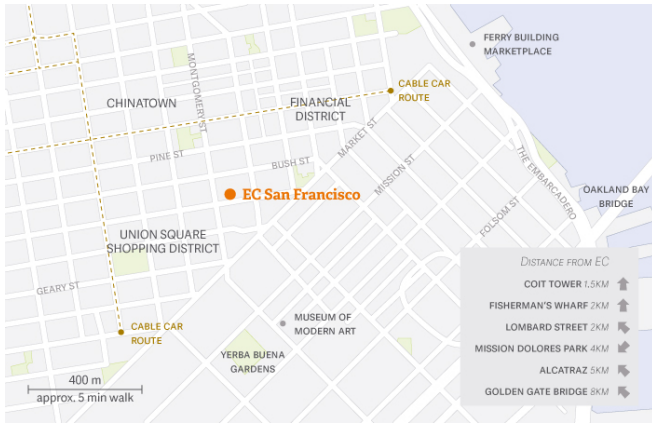 FERRY BUILDING
MARKETPLACE
MONTGOMERY ST
CABLE CAR
ROUTE
CHINATOWN
FINANCIAL
DISTRICT
MARKET ST
PINE ST
BUSH ST
MISSION ST
THE EMBARCADERO
EC San Francisco
OAKLAND BAY
BRIDGE
FOLSOM ST
UNION SQUARE
SHOPPING DISTRICT
GEARY ST
DISTANCE FROM EC
COIT TOWER 1.5KM
FISHERMAN'S WHARF 2KM
LOMBARD STREET 2KM
MISSION DOLORES PARK 4KM
ALCATRAZ 5KM
GOLDEN GATE BRIDGE 8KM
MUSEUM OF
MODERN ART
CABLE CAR
ROUTE
YERBA BUENA
GARDENS
400 m
approx. 5 min walk